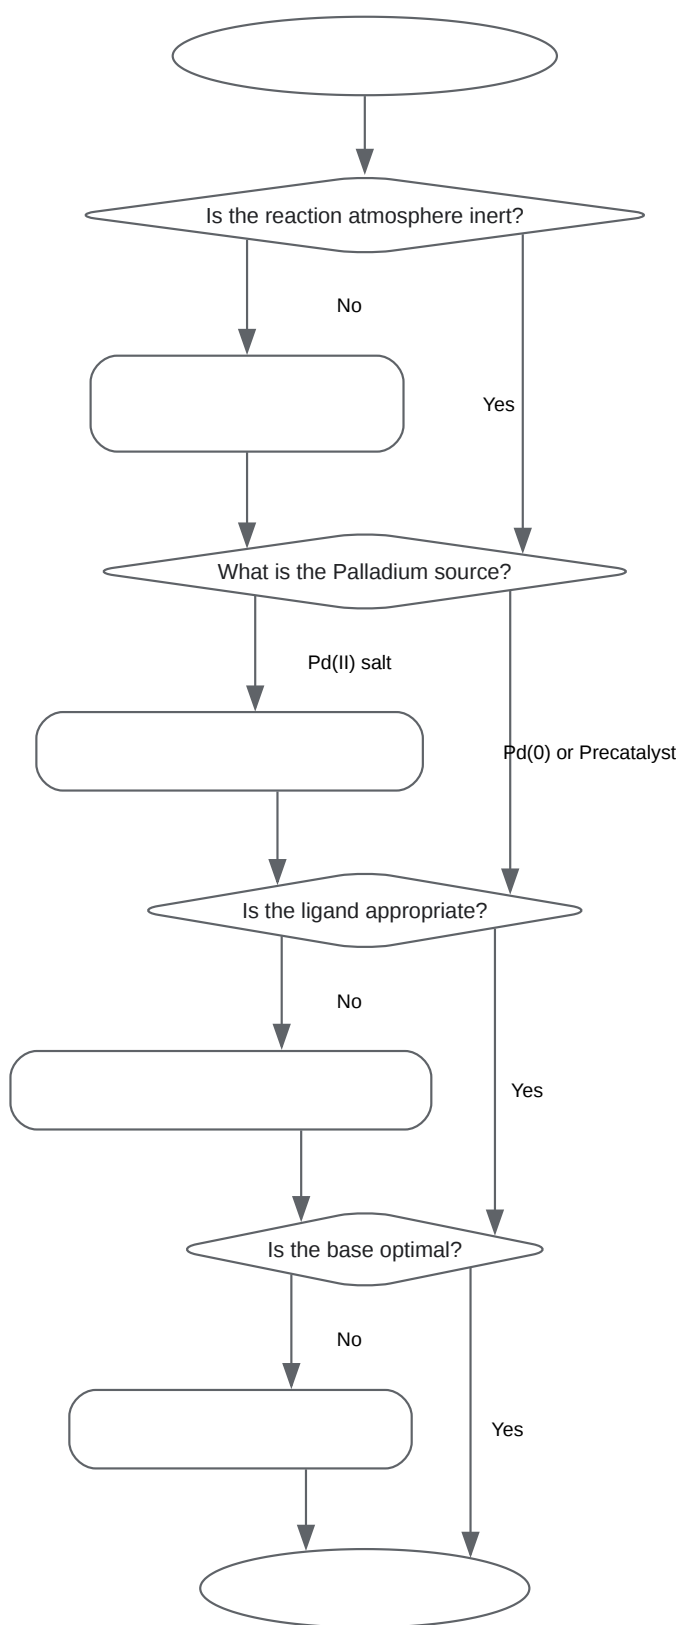 Is the reaction atmosphere inert?
No
Yes
What is the Palladium source?
Pd(II) salt
Pd(0) or Precatalyst
Is the ligand appropriate?
No
Yes
Is the base optimal?
No
Yes